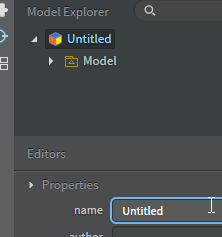 Model Explorer
Untitled
Model
Editors
Properties
name Untitled
author